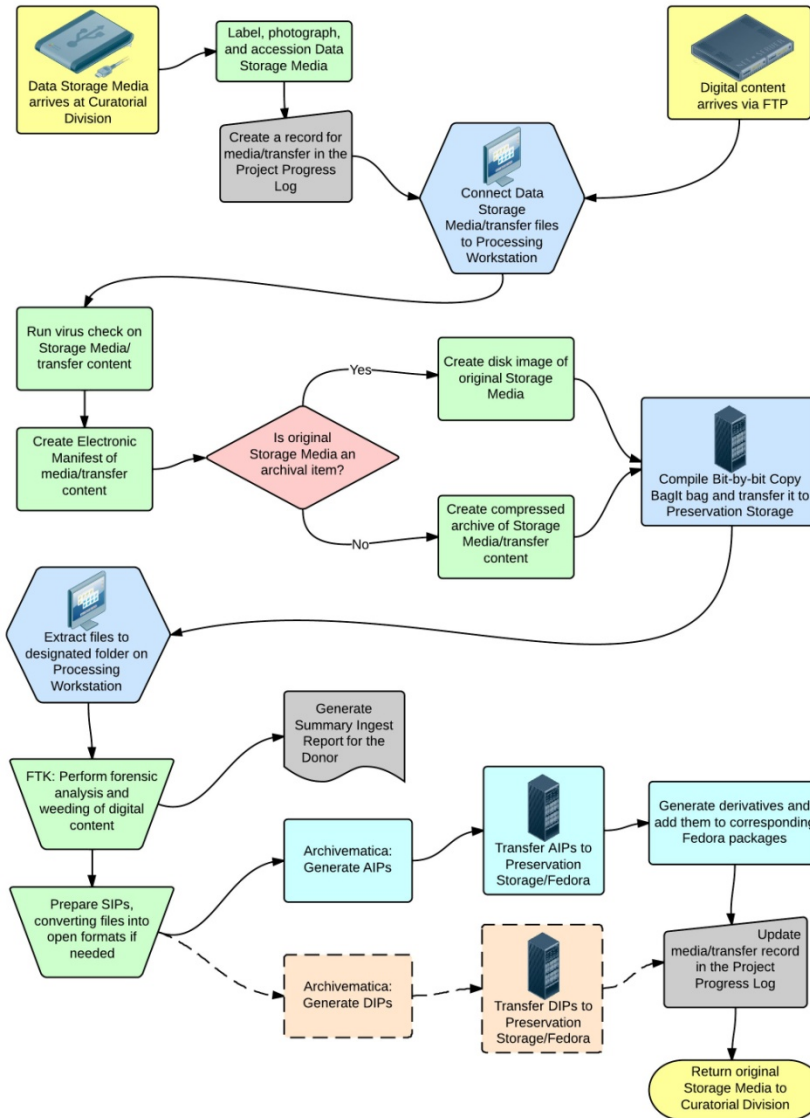 Label, photograph,
and accession Data
Storage Media
Data Storage Media
arrives at Curatorial
Division
Digital content
arrives via FTP
Create a record for
media/transfer in the
Project Progress
Log
Connect Data
Storage
Media/transfer files
to Processing
Workstation
Run virus check on
Storage Media/
transfer content
Create Electronic
Manifest of
media/transfer
content
Is original
Storage Media an
archival item?
Yes
No
Create disk image of
original Storage
Media
Create compressed
archive of Storage
Media/transfer
content
Compile Bit-by-bit Copy
BagIt bag and transfer it to
Preservation Storage
Extract files to
designated folder on
Processing
Workstation
FTK: Perform forensic
analysis and
weeding of digital
content
Generate
Summary Ingest
Report for the
Donor
Prepare SIPs,
converting files into
open formats if
needed
Archivematica:
Generate AIPs
Transfer AIPs to
Preservation
Storage/Fedora
Generate derivatives and
add them to corresponding
Fedora packages
Archivematica:
Generate DIPs
Transfer DIPs to
Preservation
Storage/Fedora
Update
media/transfer record
in the Project
Progress Log
Return original
Storage Media to
Curatorial Division